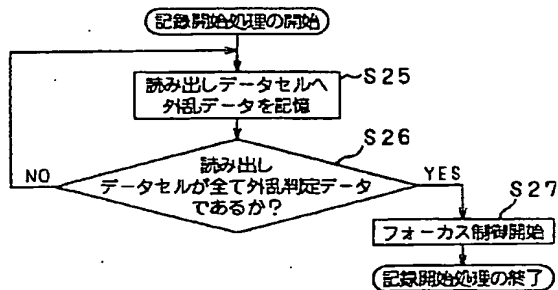 記録開始処理の開始
読み出しデータセルへ
外乱データを記憶
S25
読み出し
データセルが全て外乱判定データ
であるか?
S26
NO
YES
S27
フォーカス制御開始
記録開始処理の終了